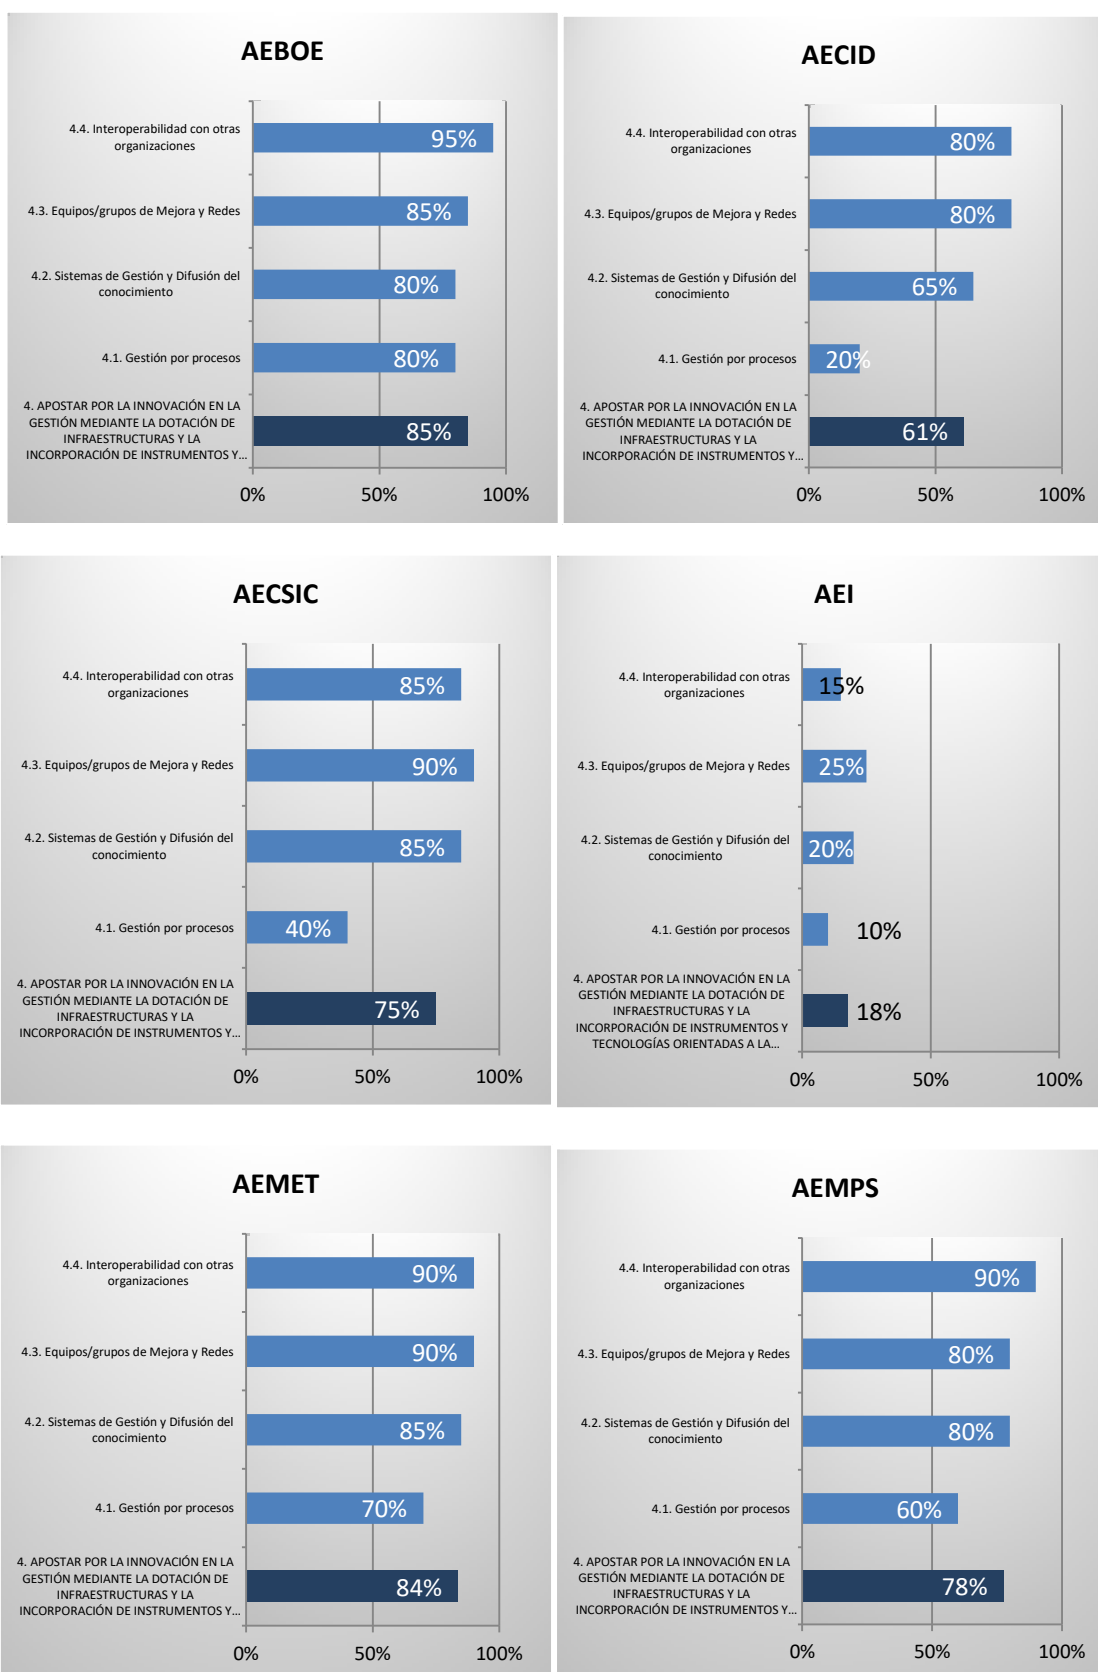 AEBOE
4.4. Interoperabilidad con otras
organizaciones
95%
4.3. Equipos/grupos de Mejora y Redes
85%
4.2. Sistemas de Gestión y Difusión del
conocimiento
80%
4.1. Gestión por procesos
80%
4. APOSTAR POR LA INNOVACIÓN EN LA
GESTIÓN MEDIANTE LA DOTACIÓN DE
INFRAESTRUCTURAS Y LA
INCORPORACIÓN DE INSTRUMENTOS Y...
85%
0% 50% 100%
AECID
4.4. Interoperabilidad con otras
organizaciones
80%
4.3. Equipos/grupos de Mejora y Redes
80%
4.2. Sistemas de Gestión y Difusión del
conocimiento
65%
4.1. Gestión por procesos
20%
4. APOSTAR POR LA INNOVACIÓN EN LA
GESTIÓN MEDIANTE LA DOTACIÓN DE
INFRAESTRUCTURAS Y LA
INCORPORACIÓN DE INSTRUMENTOS Y...
61%
0% 50% 100%
AECSIC
4.4. Interoperabilidad con otras
organizaciones
85%
4.3. Equipos/grupos de Mejora y Redes
90%
4.2. Sistemas de Gestión y Difusión del
conocimiento
85%
4.1. Gestión por procesos
40%
4. APOSTAR POR LA INNOVACIÓN EN LA
GESTIÓN MEDIANTE LA DOTACIÓN DE
INFRAESTRUCTURAS Y LA
INCORPORACIÓN DE INSTRUMENTOS Y...
75%
0% 50% 100%
AEI
4.4. Interoperabilidad con otras
organizaciones
15%
4.3. Equipos/grupos de Mejora y Redes
25%
4.2. Sistemas de Gestión y Difusión del
conocimiento
20%
4.1. Gestión por procesos
10%
4. APOSTAR POR LA INNOVACIÓN EN LA
GESTIÓN MEDIANTE LA DOTACIÓN DE
INFRAESTRUCTURAS Y LA
INCORPORACIÓN DE INSTRUMENTOS Y
TECNOLOGÍAS ORIENTADAS A LA...
18%
0% 50% 100%
AEMET
4.4. Interoperabilidad con otras
organizaciones
90%
4.3. Equipos/grupos de Mejora y Redes
90%
4.2. Sistemas de Gestión y Difusión del
conocimiento
85%
4.1. Gestión por procesos
70%
4. APOSTAR POR LA INNOVACIÓN EN LA
GESTIÓN MEDIANTE LA DOTACIÓN DE
INFRAESTRUCTURAS Y LA
INCORPORACIÓN DE INSTRUMENTOS Y...
84%
0% 50% 100%
AEMPS
4.4. Interoperabilidad con otras
organizaciones
90%
4.3. Equipos/grupos de Mejora y Redes
80%
4.2. Sistemas de Gestión y Difusión del
conocimiento
80%
4.1. Gestión por procesos
60%
4. APOSTAR POR LA INNOVACIÓN EN LA
GESTIÓN MEDIANTE LA DOTACIÓN DE
INFRAESTRUCTURAS Y LA
INCORPORACIÓN DE INSTRUMENTOS Y...
78%
0% 50% 100%